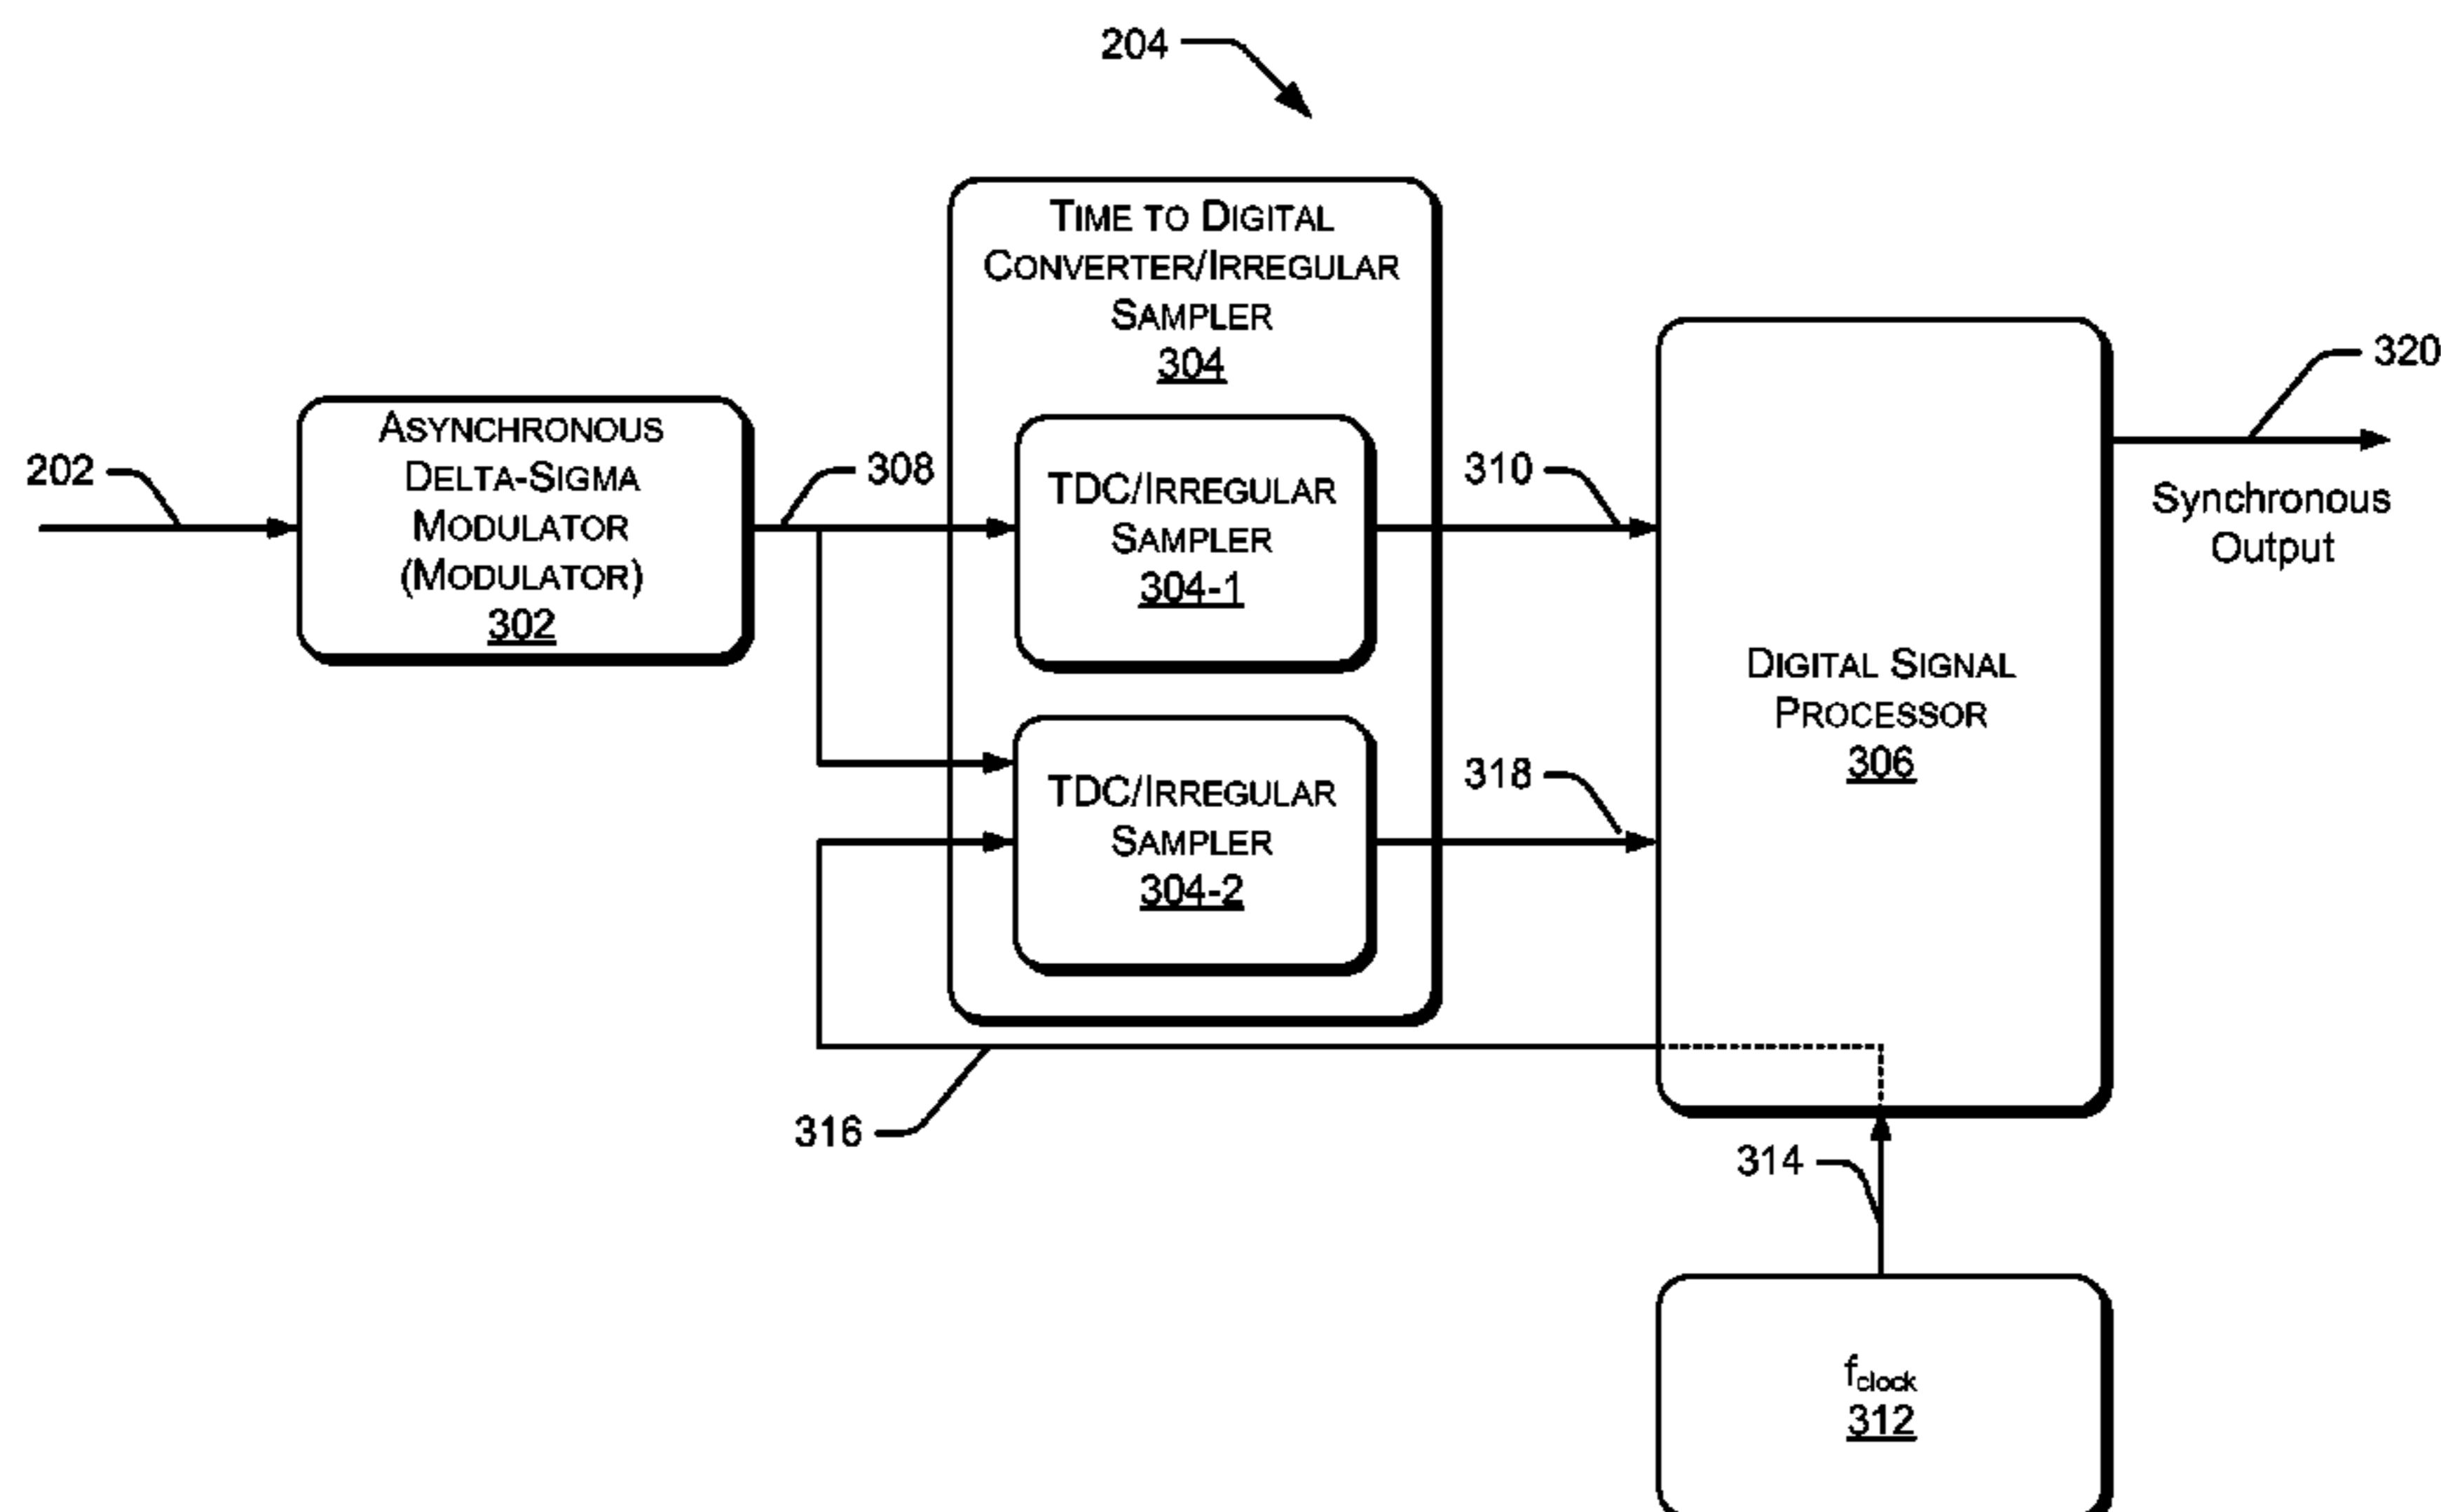 204
TIME TO DIGITAL
CONVERTER/IRREGULAR
SAMPLER
304
320
ASYNCHRONOUS
DELTA-SIGMA
MODULATOR
(MODULATOR)
302
202
308
TDC/IRREGULAR
SAMPLER
304-1
310
Synchronous
Output
DIGITAL SIGNAL
PROCESSOR
306
TDC/IRREGULAR
SAMPLER
304-2
318
316
314
fclock
312